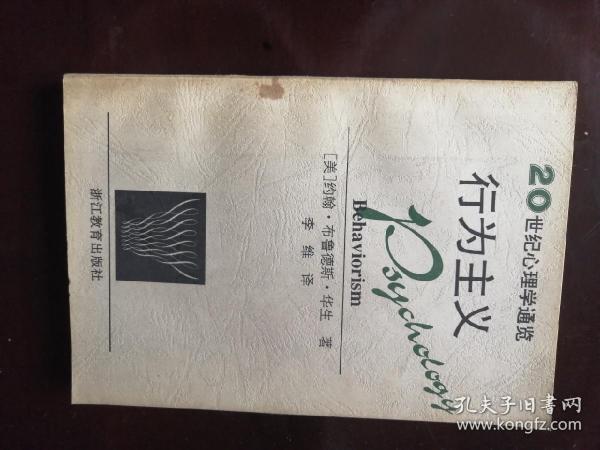 20世纪心理学通览
行为主义
Psychology
Behaviorism
[美]约翰·布鲁德斯·华生 著
李维 译
浙江教育出版社
孔夫子旧书网
www.kongfz.com